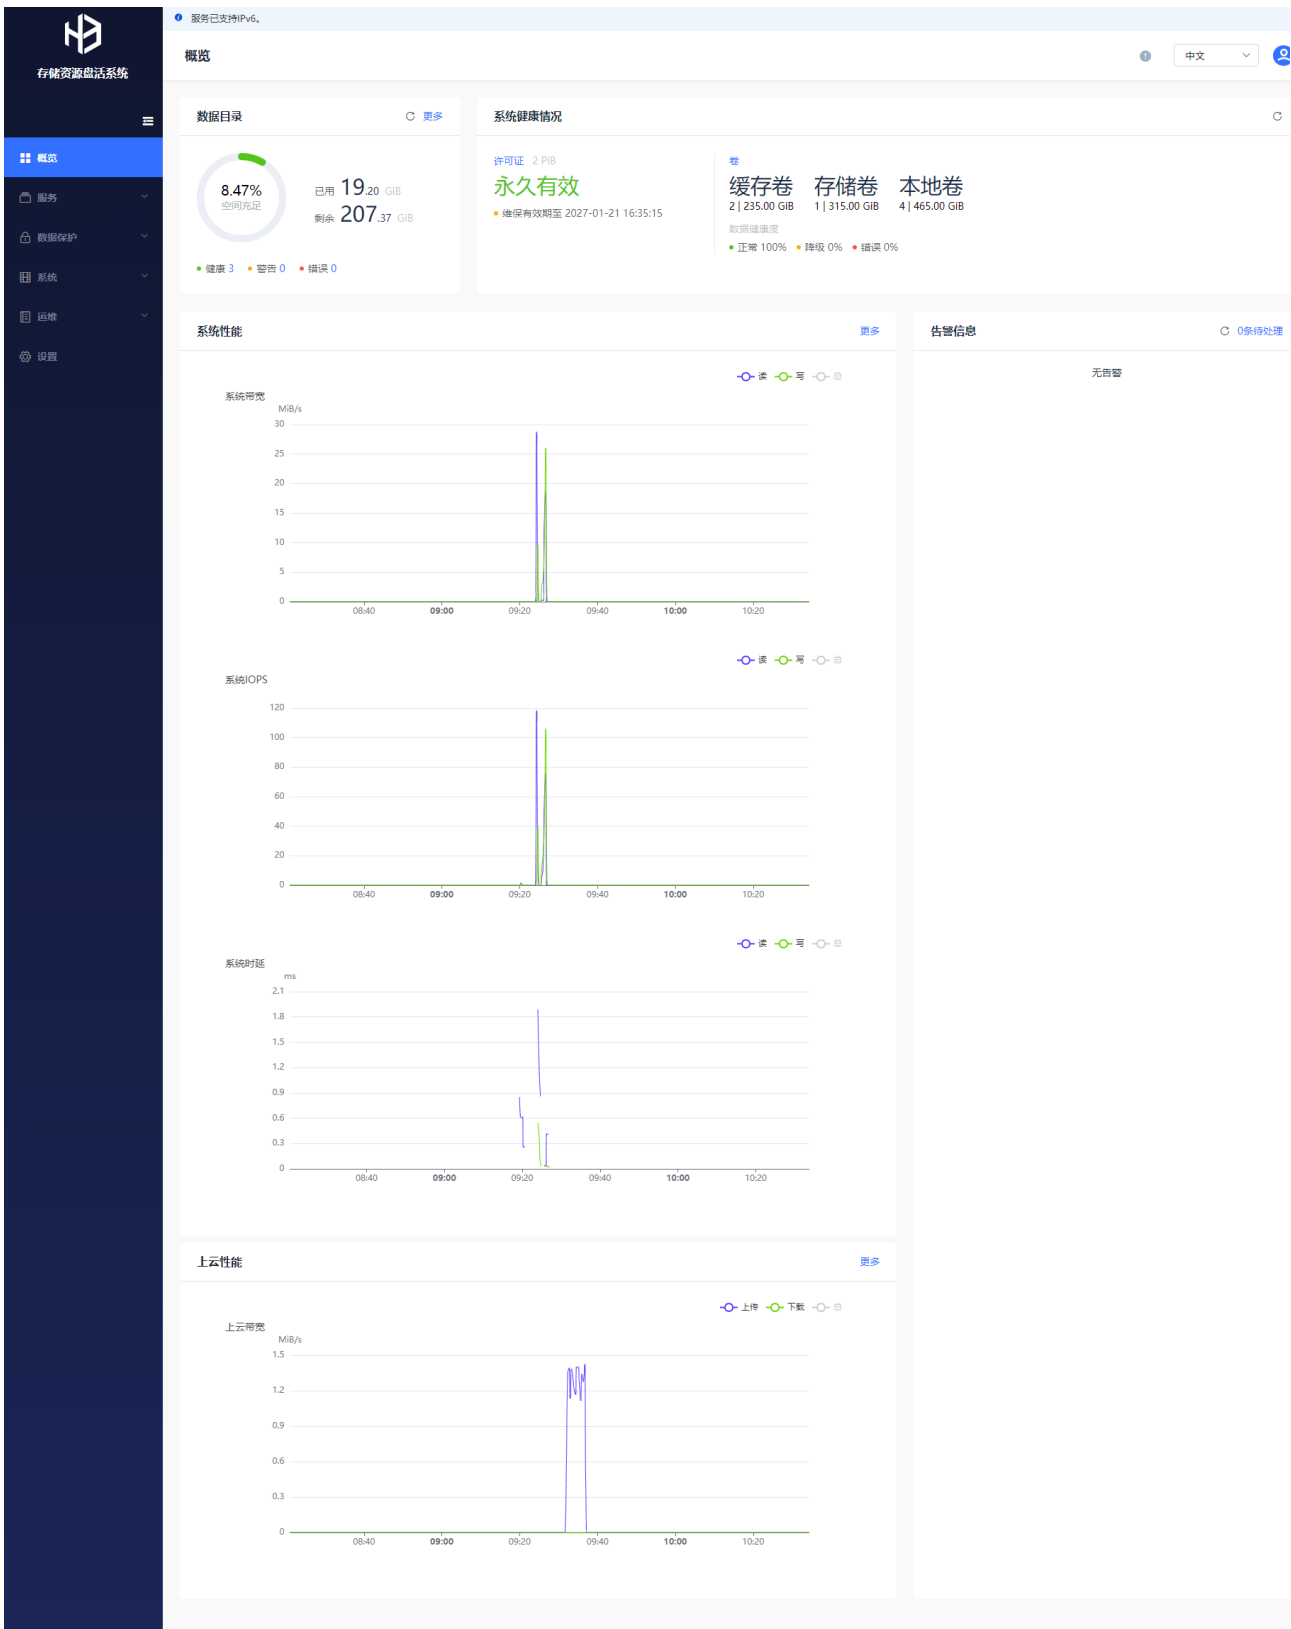 服务已支持IPv6。
存储资源盘活系统
概览
中文
概览
服务
数据保护
系统
运维
设置
数据目录
更多
8.47%
空间充足
已用 19.20 GiB
剩余 207.37 GiB
健康 3 警告 0 错误 0
系统健康情况
许可证 2 PiB
永久有效
维保有效期至 2027-01-21 16:35:15
卷
缓存卷 存储卷 本地卷
2 | 235.00 GiB 1 | 315.00 GiB 4 | 465.00 GiB
数据健康度
正常 100% 降级 0% 错误 0%
系统性能
更多
读 写 总
系统带宽
MiB/s
30
25
20
15
10
5
0
08:40 09:00 09:20 09:40 10:00 10:20
读 写 总
系统IOPS
120
100
80
60
40
20
0
08:40 09:00 09:20 09:40 10:00 10:20
读 写 总
系统时延
ms
2.1
1.8
1.5
1.2
0.9
0.6
0.3
0
08:40 09:00 09:20 09:40 10:00 10:20
告警信息
0条待处理
无告警
上云性能
更多
上传 下载 总
上云带宽
MiB/s
1.5
1.2
0.9
0.6
0.3
0
08:40 09:00 09:20 09:40 10:00 10:20